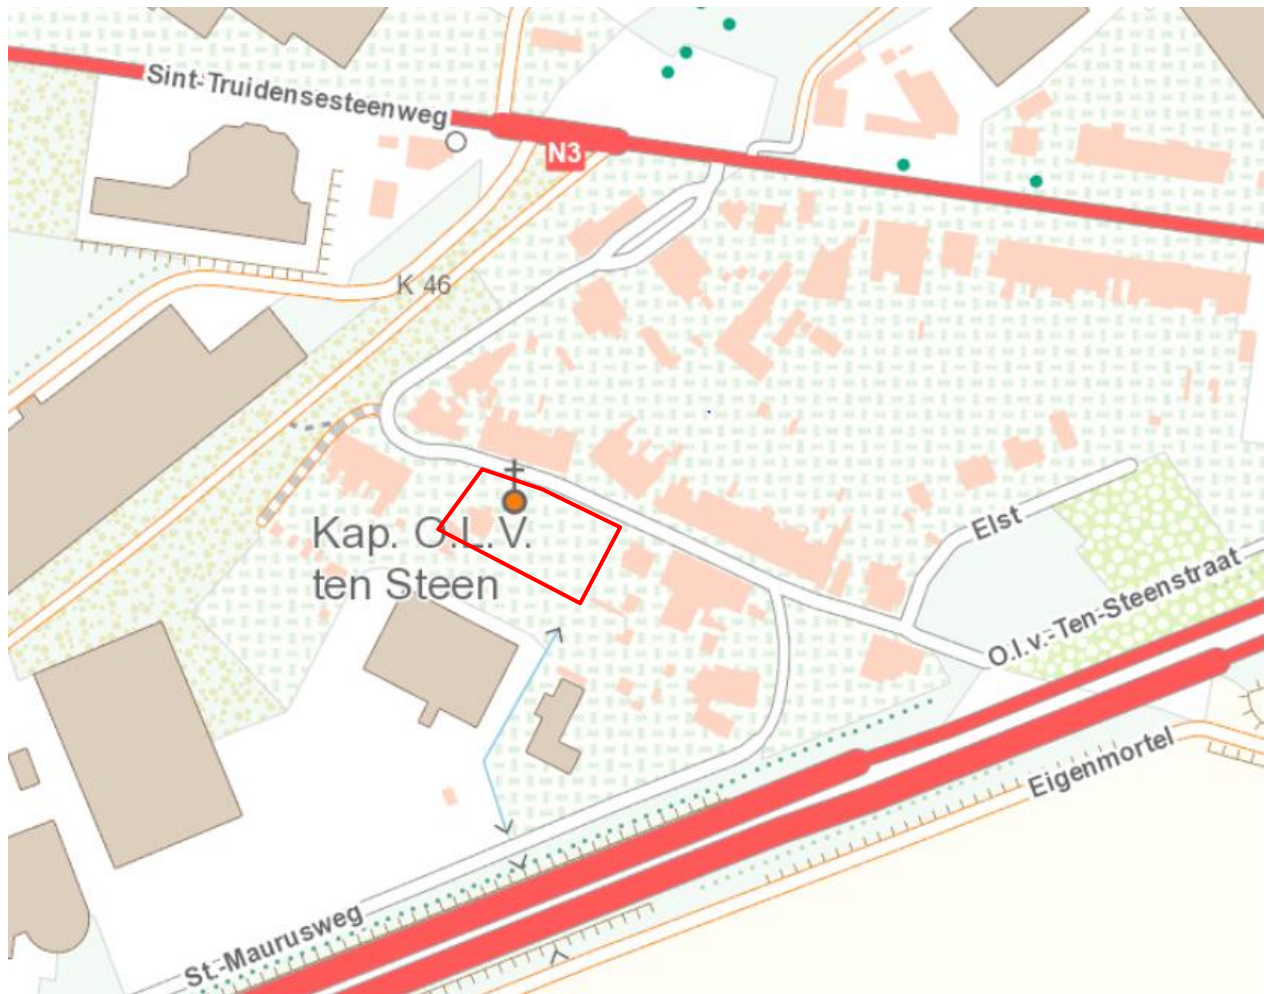 Sint-Truidensesteenweg
N3
K 46
Kap. O.L.V.
ten Steen
Elst
O.l.v.-Ten-Steenstraat
Eigenmortel
St.-Maurusweg